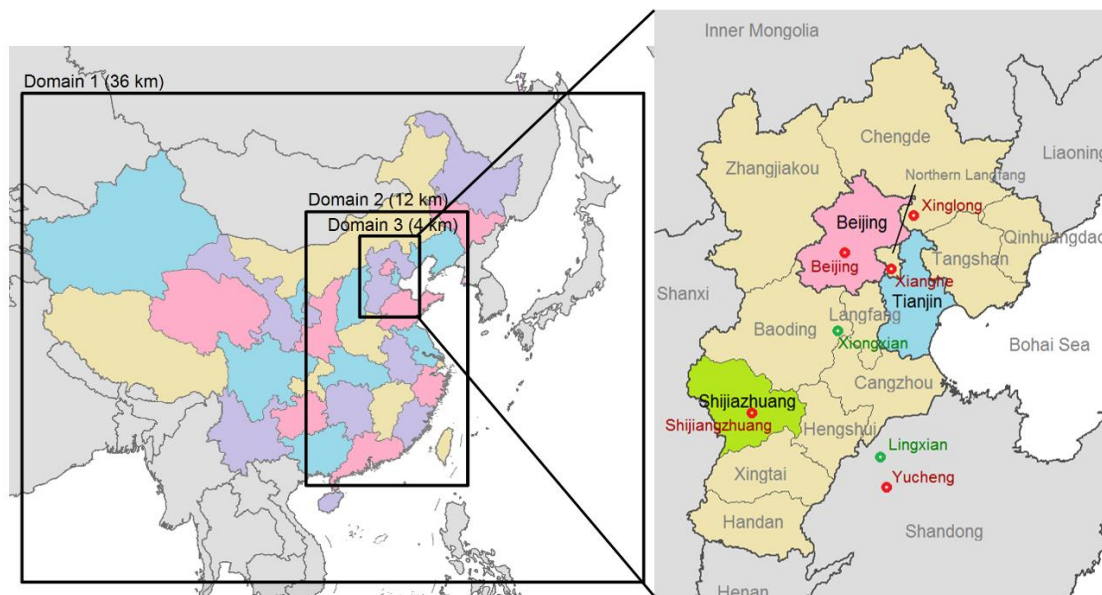 Domain 1 (36 km)
Domain 2 (12 km)
Domain 3 (4 km)
Inner Mongolia
Chengde
Liaoning
Zhangjiakou
Northern Langfang
Xinglong
Beijing
Qinhuangdao
Beijing
Tangshan
Xianghe
Shanxi
Tianjin
Langfang
Baoding
Xiongxian
Bohai Sea
Cangzhou
Shijiazhuang
Shijiangzhuang
Hengshui
Lingxian
Xingtai
Yucheng
Handan
Shandong
Henan